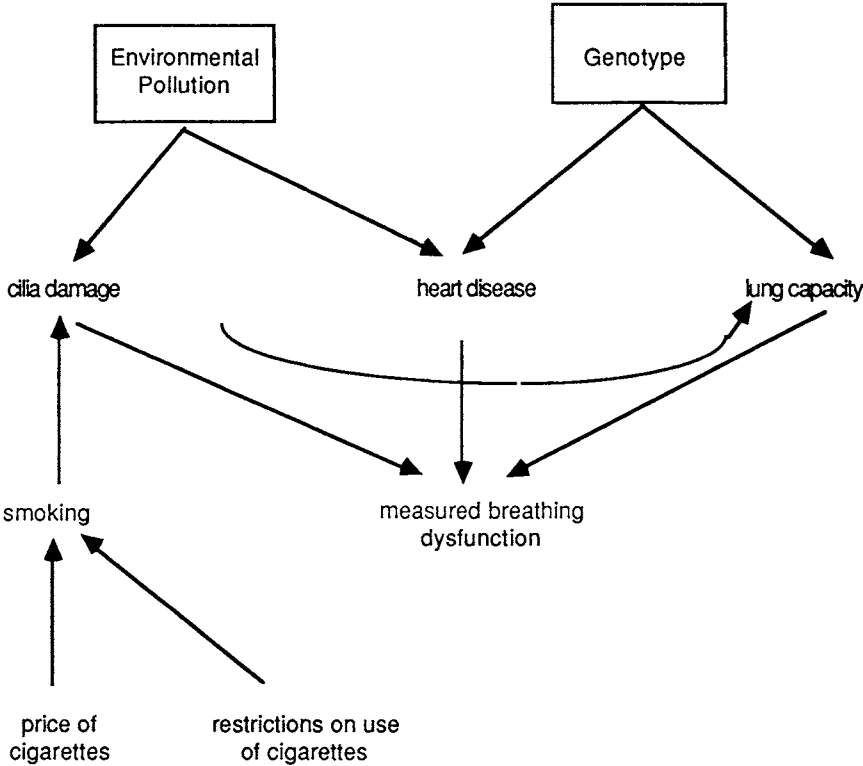 Environmental
Pollution
Genotype
cilia damage
heart disease
lung capacity
smoking
measured breathing
dysfunction
price of
cigarettes
restrictions on use
of cigarettes